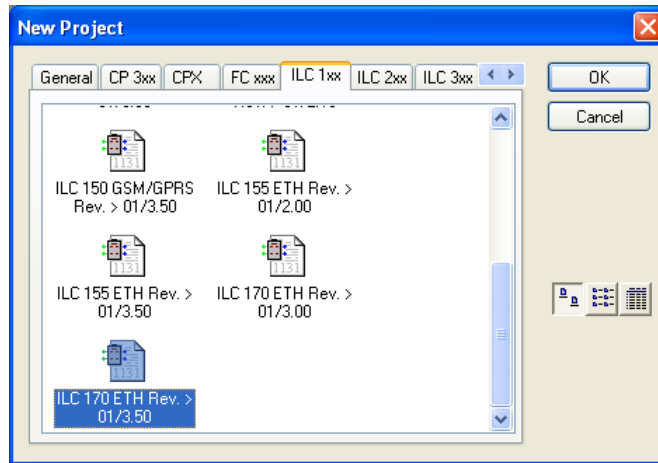 New Project
General CP 3xx CPX FC xxx ILC 1xx ILC 2xx ILC 3xx
OK
Cancel
ILC 150 GSM/GPRS
Rev. > 01/3.50
ILC 155 ETH Rev. >
01/2.00
ILC 155 ETH Rev. >
01/3.50
ILC 170 ETH Rev. >
01/3.00
ILC 170 ETH Rev. >
01/3.50